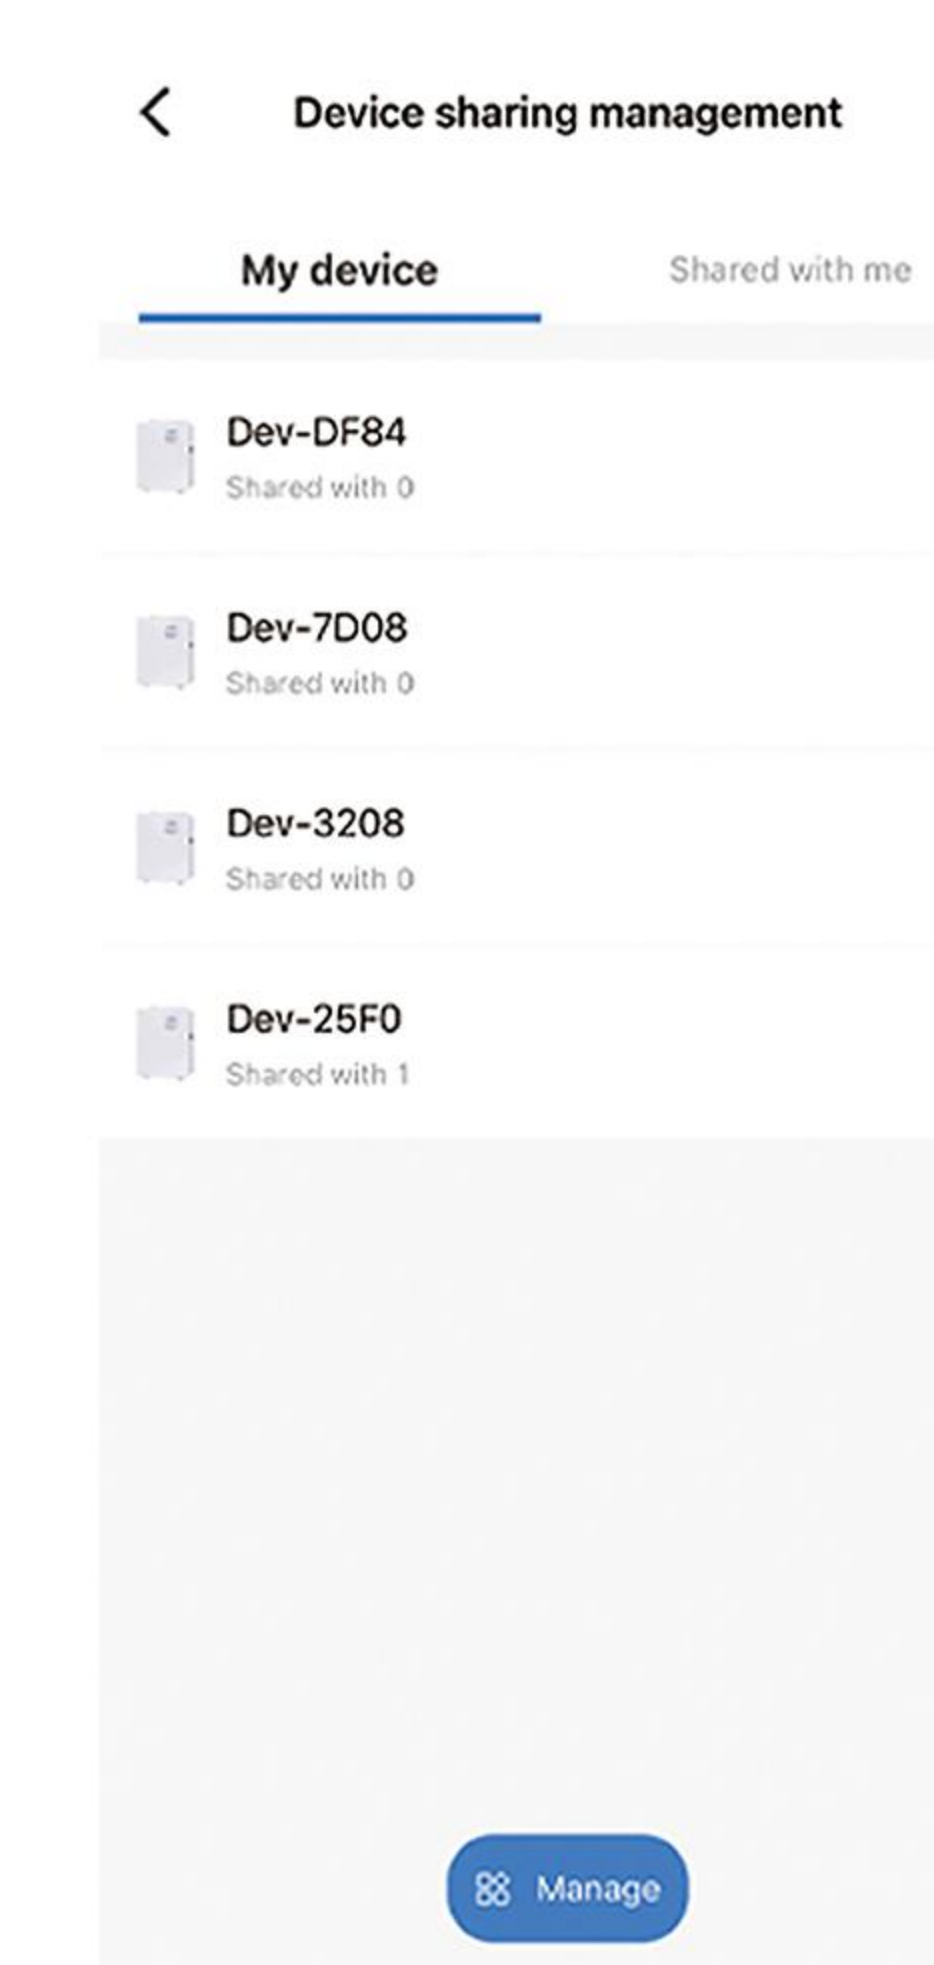 Device sharing management
My device
Shared with me
Dev-DF84
Shared with 0
Dev-7D08
Shared with 0
Dev-3208
Shared with 0
Dev-25F0
Shared with 1
Manage